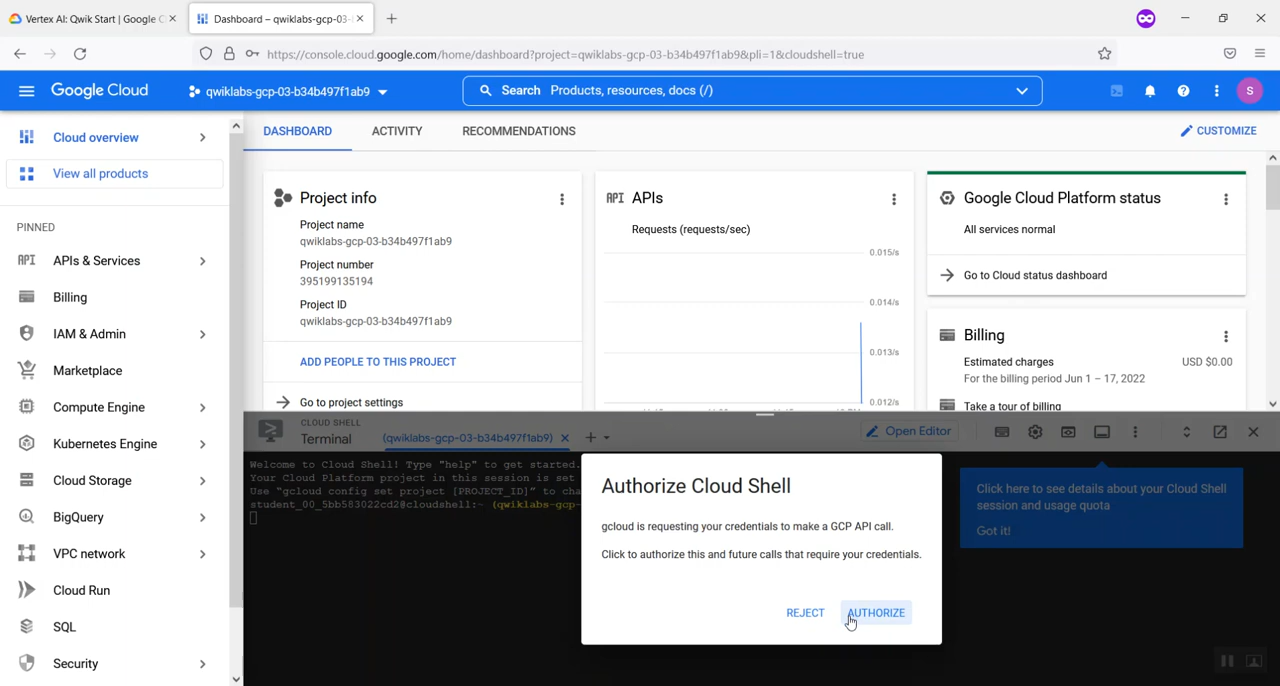 Vertex AI: Qwik Start | Google C
Dashboard – qwiklabs-gcp-03-
https://console.cloud.google.com/home/dashboard?project=qwiklabs-gcp-03-b34b497f1ab9&pli=1&cloudshell=true
Google Cloud
qwiklabs-gcp-03-b34b497f1ab9
Search Products, resources, docs (/)
S
Cloud overview
View all products
PINNED
API APIs & Services
Billing
IAM & Admin
Marketplace
Compute Engine
Kubernetes Engine
Cloud Storage
BigQuery
VPC network
Cloud Run
SQL
Security
DASHBOARD
ACTIVITY
RECOMMENDATIONS
CUSTOMIZE
Project info
Project name
qwiklabs-gcp-03-b34b497f1ab9
Project number
395199135194
Project ID
qwiklabs-gcp-03-b34b497f1ab9
ADD PEOPLE TO THIS PROJECT
Go to project settings
API APIs
Requests (requests/sec)
0.015/s
0.014/s
0.013/s
0.012/s
Google Cloud Platform status
All services normal
Go to Cloud status dashboard
Billing
Estimated charges USD $0.00
For the billing period Jun 1 – 17, 2022
Take a tour of billing
CLOUD SHELL
Terminal
(qwiklabs-gcp-03-b34b497f1ab9)
Open Editor
Welcome to Cloud Shell! Type "help" to get started.
Your Cloud Platform project in this session is set
Use "gcloud config set project [PROJECT_ID]" to cha
student_00_5bb563022cd2@cloudshell:~ (qwiklabs-gcp-
Authorize Cloud Shell
gcloud is requesting your credentials to make a GCP API call.
Click to authorize this and future calls that require your credentials.
REJECT
AUTHORIZE
Click here to see details about your Cloud Shell
session and usage quota
Got it!